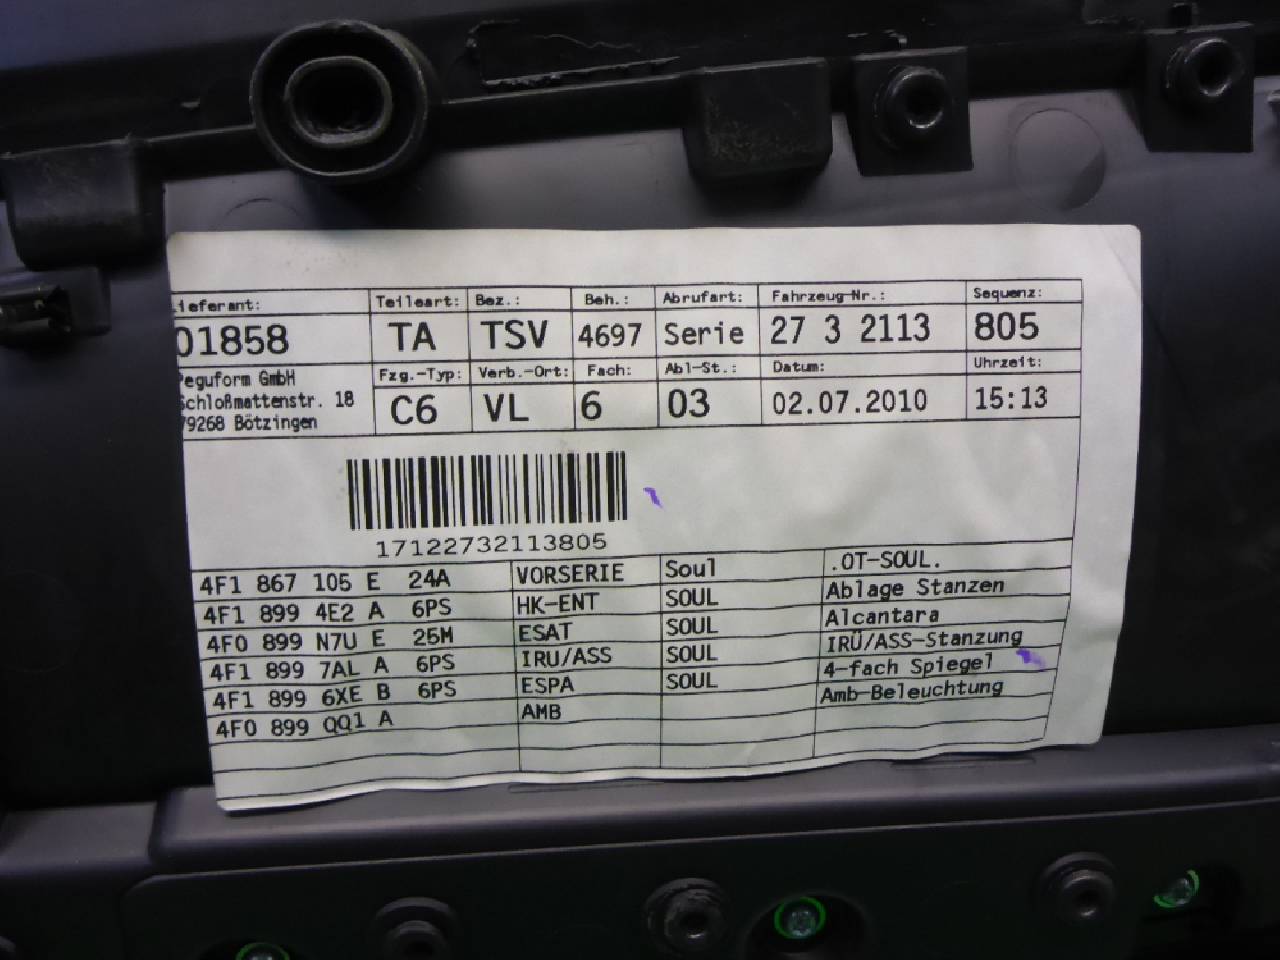 Lieferant: Teileart: Bez.: Beh.: Abrufart: Fahrzeug-Nr.: Sequenz:
01858 TA TSV 4697 Serie 27 3 2113 805
Peguform GmbH Fzg.-Typ: Verb.-Ort: Fach: Abl-St.: Datum: Uhrzeit:
Schloßmattenstr. 18 C6 VL 6 03 02.07.2010 15:13
79268 Bötzingen
17122732113805
4F1 867 105 E 24A VORSERIE Soul .OT-SOUL.
4F1 899 4E2 A 6PS HK-ENT SOUL Ablage Stanzen
4F0 899 N7U E 25M ESAT SOUL Alcantara
4F1 899 7AL A 6PS IRU/ASS SOUL IRÜ/ASS-Stanzung
4F1 899 6XE B 6PS ESPA SOUL 4-fach Spiegel
4F0 899 QQ1 A AMB Amb-Beleuchtung